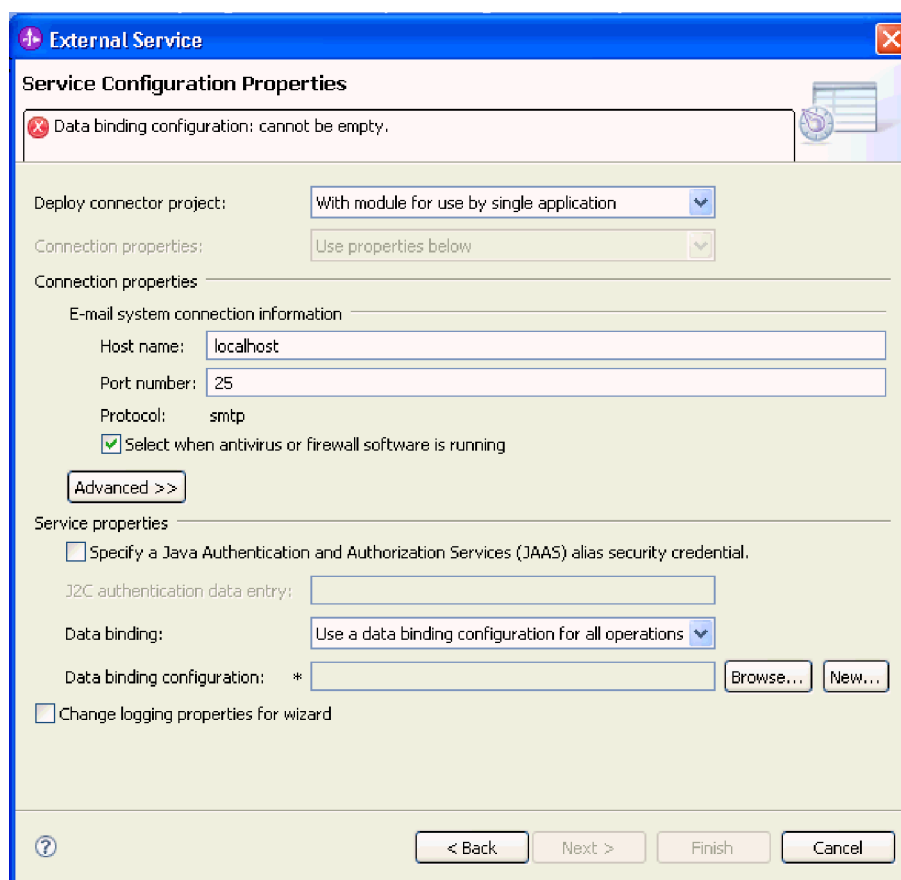 External Service
Service Configuration Properties
Data binding configuration: cannot be empty.
Deploy connector project: With module for use by single application
Connection properties: Use properties below
Connection properties
E-mail system connection information
Host name: localhost
Port number: 25
Protocol: smtp
Select when antivirus or firewall software is running
Advanced >>
Service properties
Specify a Java Authentication and Authorization Services (JAAS) alias security credential.
J2C authentication data entry:
Data binding: Use a data binding configuration for all operations
Data binding configuration: * Browse... New...
Change logging properties for wizard
? < Back Next > Finish Cancel